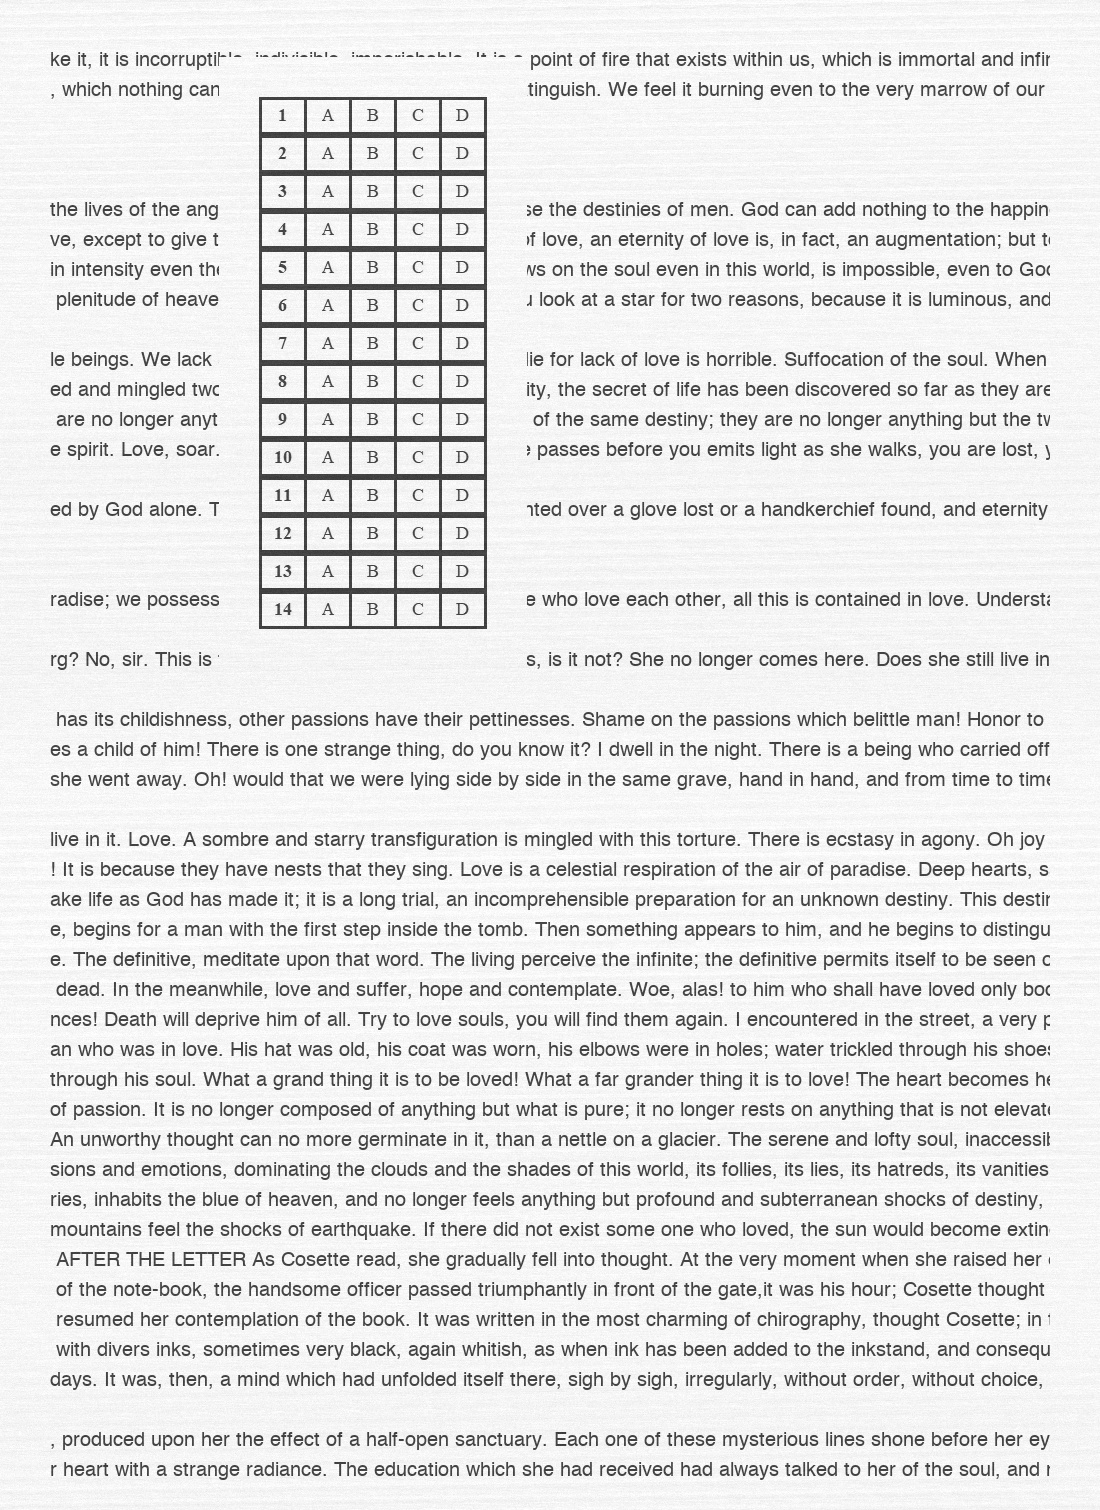 ke it, it is incorruptible, indivisible, imperishable. It is a point of fire that exists within us, which is immortal and
, which nothing can tinguish. We feel it burning even to the very marrow of our
1 A B C D
2 A B C D
3 A B C D
4 A B C D
5 A B C D
6 A B C D
7 A B C D
8 A B C D
9 A B C D
10 A B C D
11 A B C D
12 A B C D
13 A B C D
14 A B C D
the lives of the ang se the destinies of men. God can add nothing to the happin
ve, except to give of love, an eternity of love is, in fact, an augmentation; but
in intensity even the ws on the soul even in this world, is impossible, even to God
plenitude of heave look at a star for two reasons, because it is luminous, and
le beings. We lack die for lack of love is horrible. Suffocation of the soul. When
ed and mingled two ity, the secret of life has been discovered so far as they are
are no longer anyt of the same destiny; they are no longer anything but the tw
e spirit. Love, soar. passes before you emits light as she walks, you are lost,
ed by God alone. T nted over a glove lost or a handkerchief found, and eternity
radise; we possess e who love each other, all this is contained in love. Understa
rg? No, sir. This is s, is it not? She no longer comes here. Does she still live in
has its childishness, other passions have their pettinesses. Shame on the passions which belittle man! Honor to
es a child of him! There is one strange thing, do you know it? I dwell in the night. There is a being who carried off
she went away. Oh! would that we were lying side by side in the same grave, hand in hand, and from time to time
live in it. Love. A sombre and starry transfiguration is mingled with this torture. There is ecstasy in agony. Oh joy
! It is because they have nests that they sing. Love is a celestial respiration of the air of paradise. Deep hearts, s
ake life as God has made it; it is a long trial, an incomprehensible preparation for an unknown destiny. This destin
e, begins for a man with the first step inside the tomb. Then something appears to him, and he begins to distingu
e. The definitive, meditate upon that word. The living perceive the infinite; the definitive permits itself to be seen
dead. In the meanwhile, love and suffer, hope and contemplate. Woe, alas! to him who shall have loved only bod
nces! Death will deprive him of all. Try to love souls, you will find them again. I encountered in the street, a very p
an who was in love. His hat was old, his coat was worn, his elbows were in holes; water trickled through his shoes
through his soul. What a grand thing it is to be loved! What a far grander thing it is to love! The heart becomes he
of passion. It is no longer composed of anything but what is pure; it no longer rests on anything that is not elevate
An unworthy thought can no more germinate in it, than a nettle on a glacier. The serene and lofty soul, inaccessib
sions and emotions, dominating the clouds and the shades of this world, its follies, its lies, its hatreds, its vanities
ries, inhabits the blue of heaven, and no longer feels anything but profound and subterranean shocks of destiny,
mountains feel the shocks of earthquake. If there did not exist some one who loved, the sun would become extin
AFTER THE LETTER As Cosette read, she gradually fell into thought. At the very moment when she raised her
of the note-book, the handsome officer passed triumphantly in front of the gate,it was his hour; Cosette thought
resumed her contemplation of the book. It was written in the most charming of chirography, thought Cosette; in
with divers inks, sometimes very black, again whitish, as when ink has been added to the inkstand, and consequ
days. It was, then, a mind which had unfolded itself there, sigh by sigh, irregularly, without order, without choice,
, produced upon her the effect of a half-open sanctuary. Each one of these mysterious lines shone before her ey
r heart with a strange radiance. The education which she had received had always talked to her of the soul, and